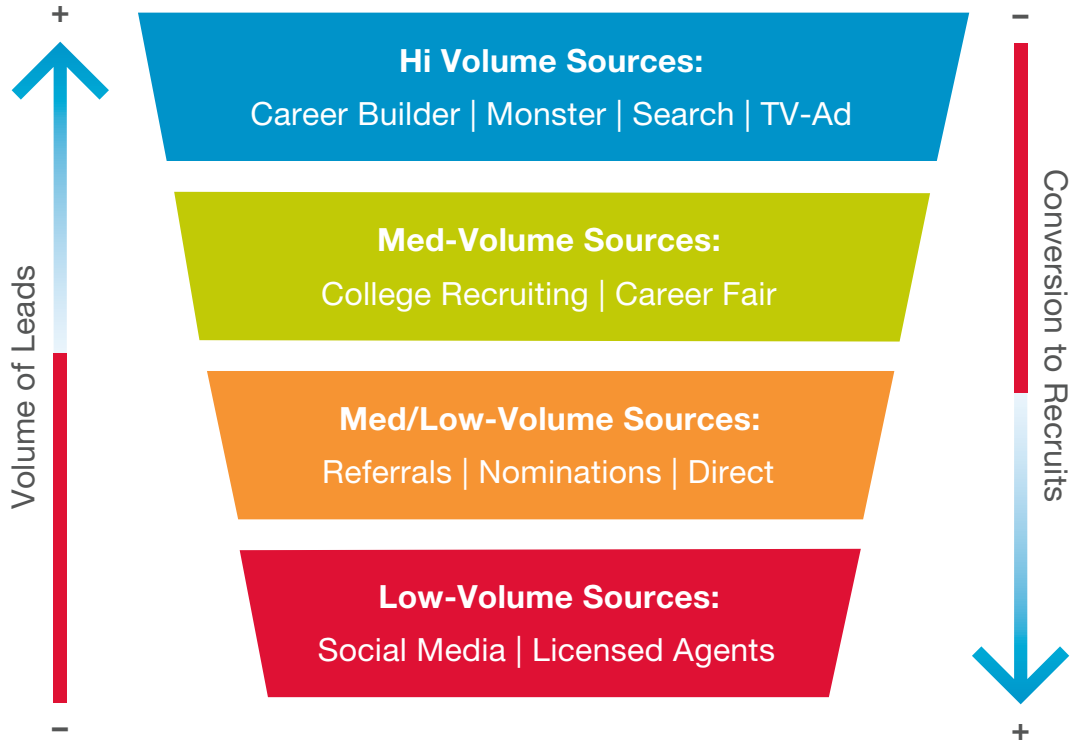 +
–
Hi Volume Sources:
Career Builder | Monster | Search | TV-Ad
Med-Volume Sources:
College Recruiting | Career Fair
Med/Low-Volume Sources:
Referrals | Nominations | Direct
Low-Volume Sources:
Social Media | Licensed Agents
Volume of Leads
Conversion to Recruits
–
+